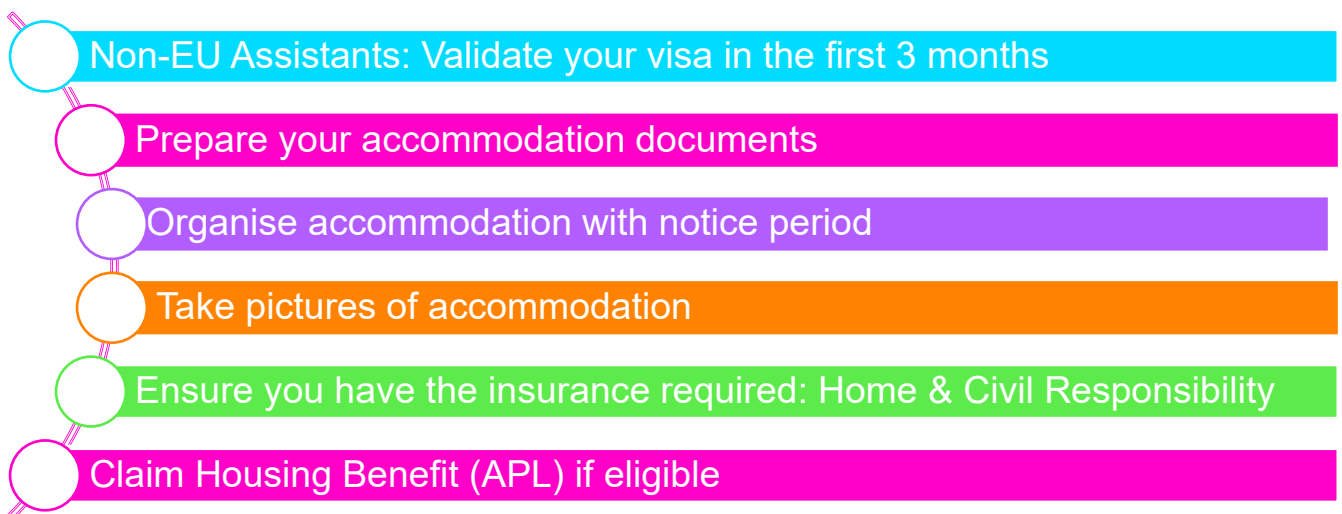 Non-EU Assistants: Validate your visa in the first 3 months
Prepare your accommodation documents
Organise accommodation with notice period
Take pictures of accommodation
Ensure you have the insurance required: Home & Civil Responsibility
Claim Housing Benefit (APL) if eligible